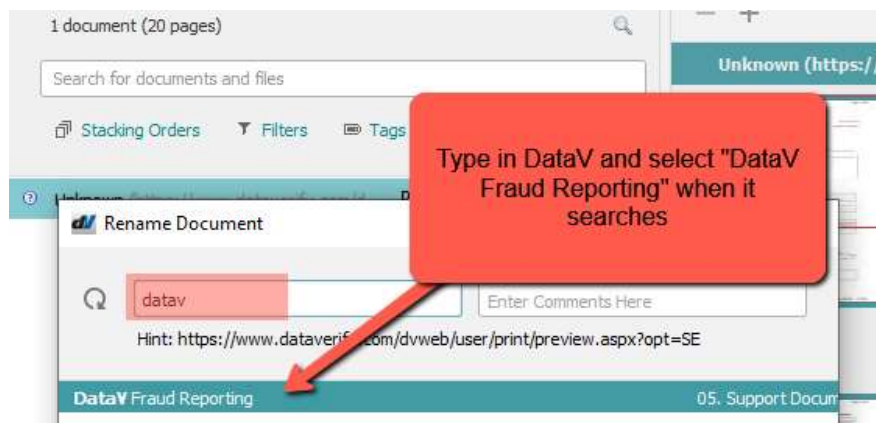 1 document (20 pages)
Search for documents and files
Stacking Orders Filters Tags
Unknown (https://
Type in DataV and select "DataV
Fraud Reporting" when it
searches
Unknown
Rename Document
datav
Enter Comments Here
Hint: https://www.dataverify.com/dvweb/user/print/preview.aspx?opt=SE
DataV Fraud Reporting
05. Support Docum